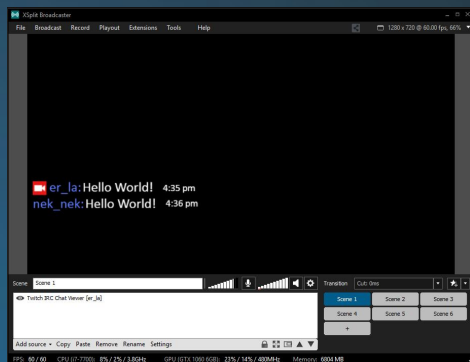 XSplit Broadcaster
File Broadcast Record Playout Extensions Tools Help 1280 x 720 @ 60.00 fps, 66%
er_la: Hello World! 4:35 pm
nek_nek: Hello World! 4:36 pm
Scene Scene 1 Transition Cut: 0ms
Twitch IRC Chat Viewer [er_la]
Scene 1 Scene 2 Scene 3
Scene 4 Scene 5 Scene 6
+
Add source Copy Paste Remove Rename Settings
FPS: 60 / 60 CPU (i7-7700): 8% / 2% / 3.8GHz GPU (GTX 1060 6GB): 23% / 14% / 480MHz Memory: 6804 MB